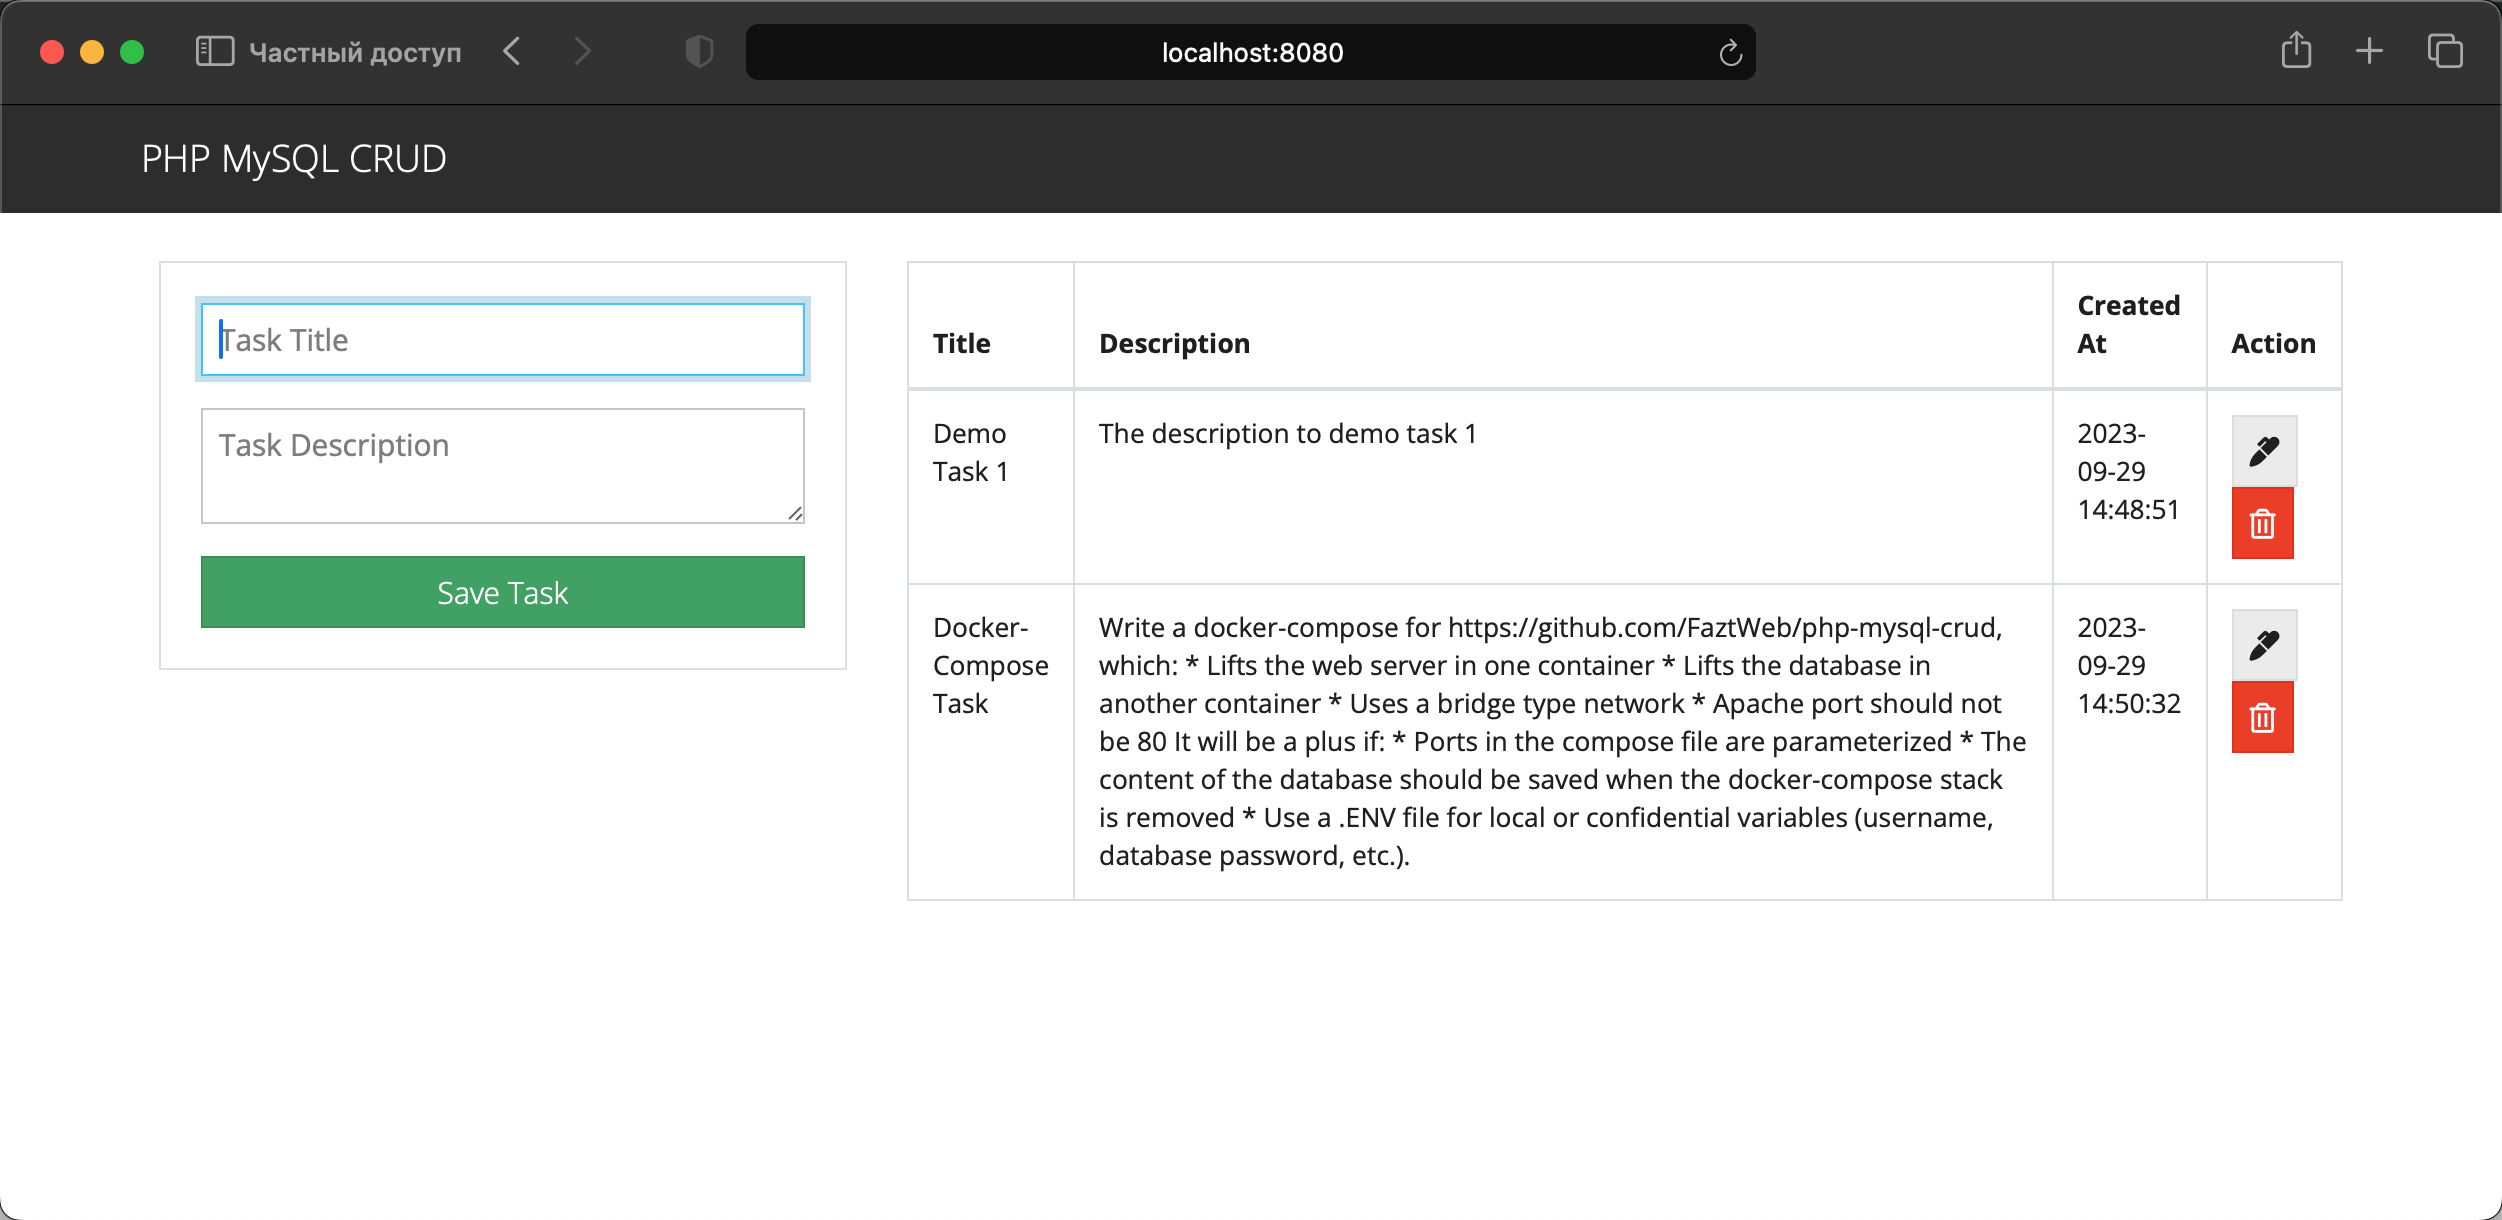 Частный доступ
localhost:8080
PHP MySQL CRUD
Task Title
Task Description
Save Task
Title
Description
Created
At
Action
Demo
Task 1
The description to demo task 1
2023-
09-29
14:48:51
Docker-
Compose
Task
Write a docker-compose for https://github.com/FaztWeb/php-mysql-crud,
which: * Lifts the web server in one container * Lifts the database in
another container * Uses a bridge type network * Apache port should not
be 80 It will be a plus if: * Ports in the compose file are parameterized * The
content of the database should be saved when the docker-compose stack
is removed * Use a .ENV file for local or confidential variables (username,
database password, etc.).
2023-
09-29
14:50:32